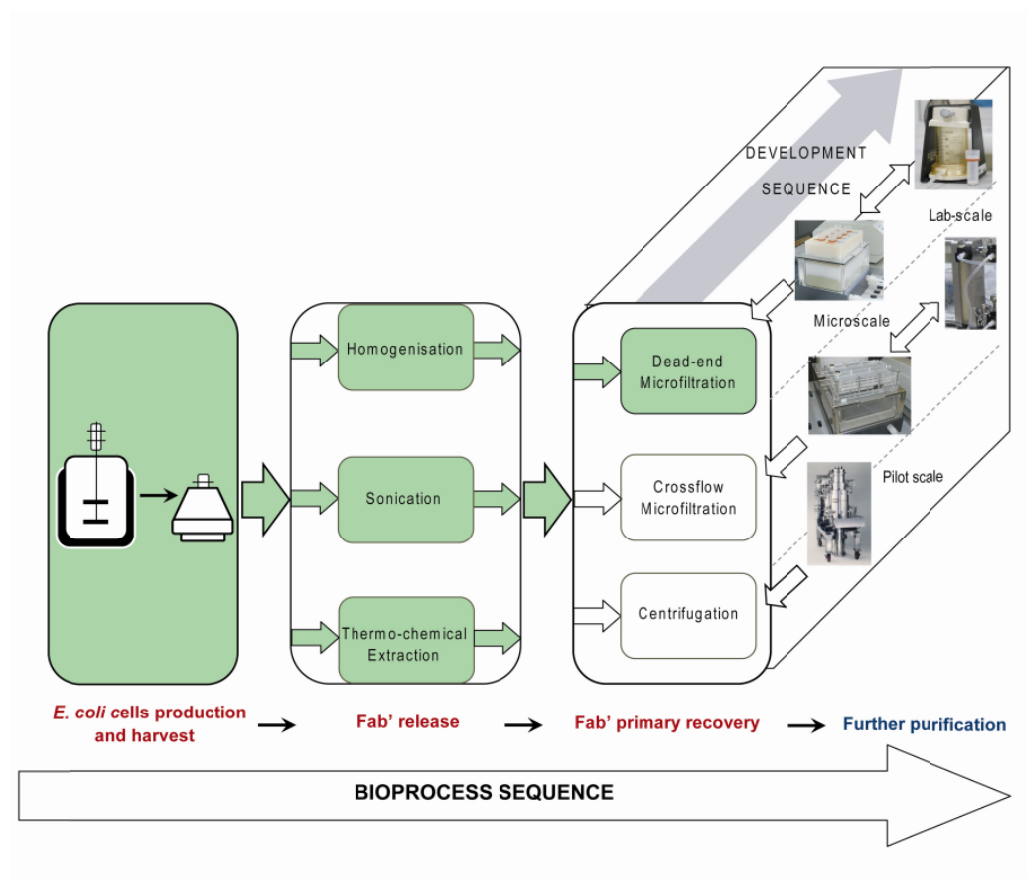 DEVELOPMENT
SEQUENCE
Lab-scale
Microscale
Pilot scale
Homogenisation
Sonication
Thermo-chemical
Extraction
Dead-end
Microfiltration
Crossflow
Microfiltration
Centrifugation
E. coli cells production
and harvest
Fab’ release
Fab’ primary recovery
Further purification
BIOPROCESS SEQUENCE